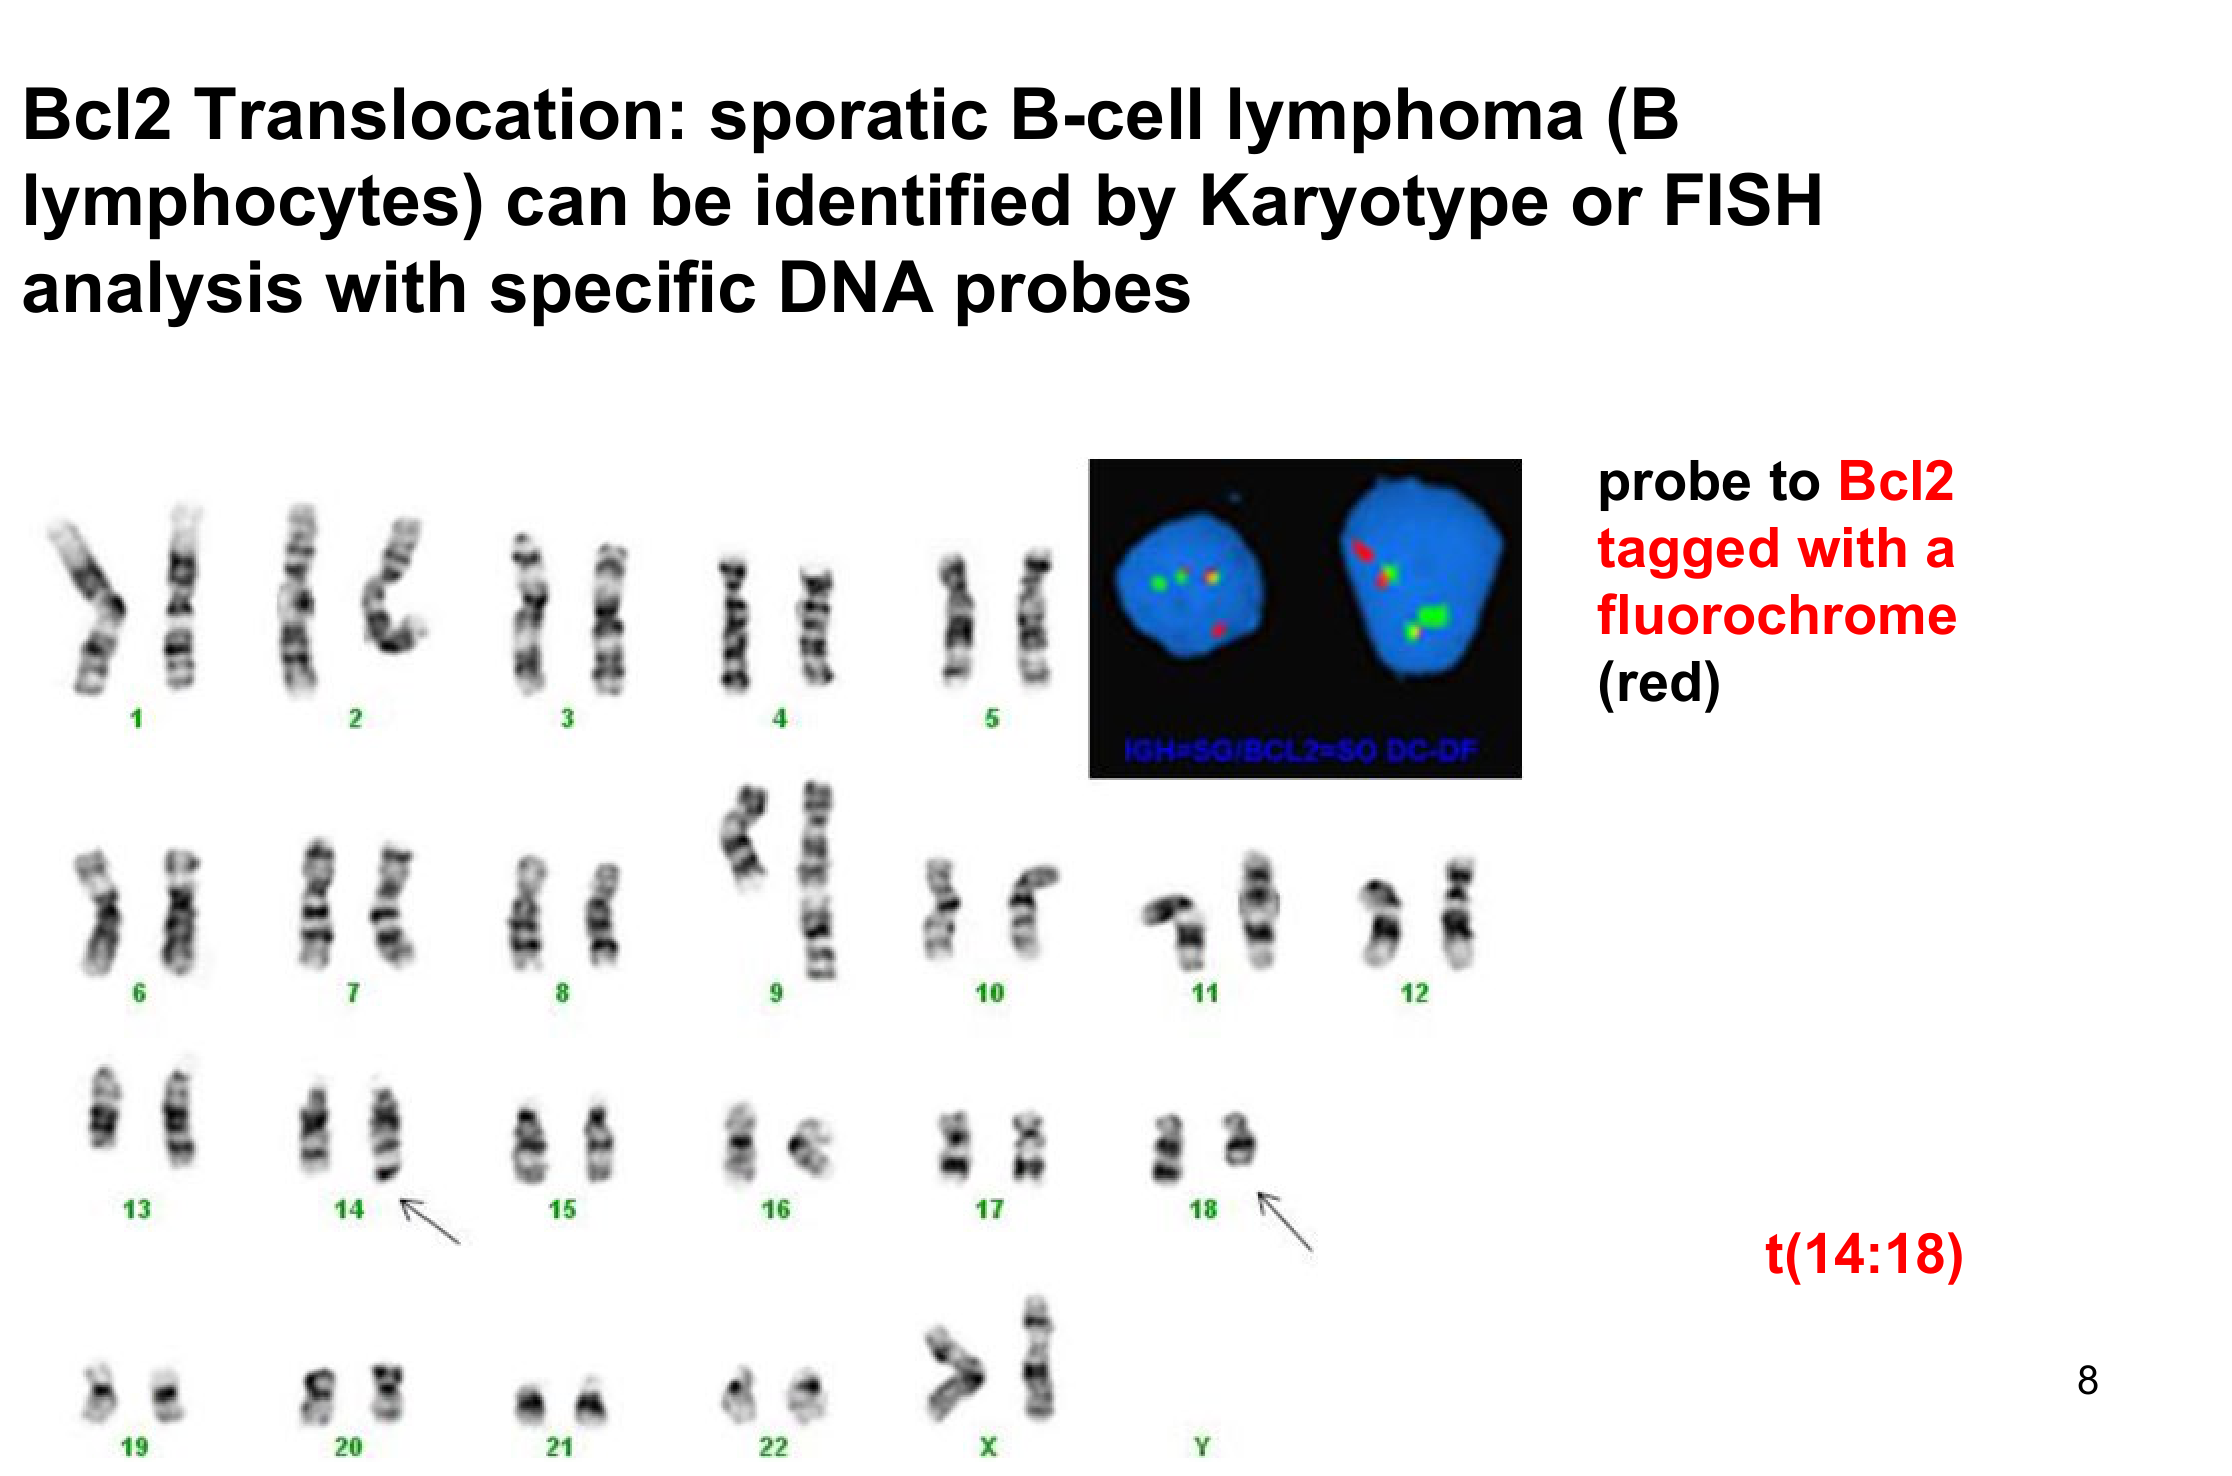 Bcl2 Translocation: sporatic B-cell lymphoma (B
lymphocytes) can be identified by Karyotype or FISH
analysis with specific DNA probes
probe to Bcl2
tagged with a
fluorochrome
(red)
IGH=SG/BCL2=SO DC-DF
1 2 3 4 5
6 7 8 9 10 11 12
13 14 15 16 17 18
t(14:18)
19 20 21 22 X Y
8